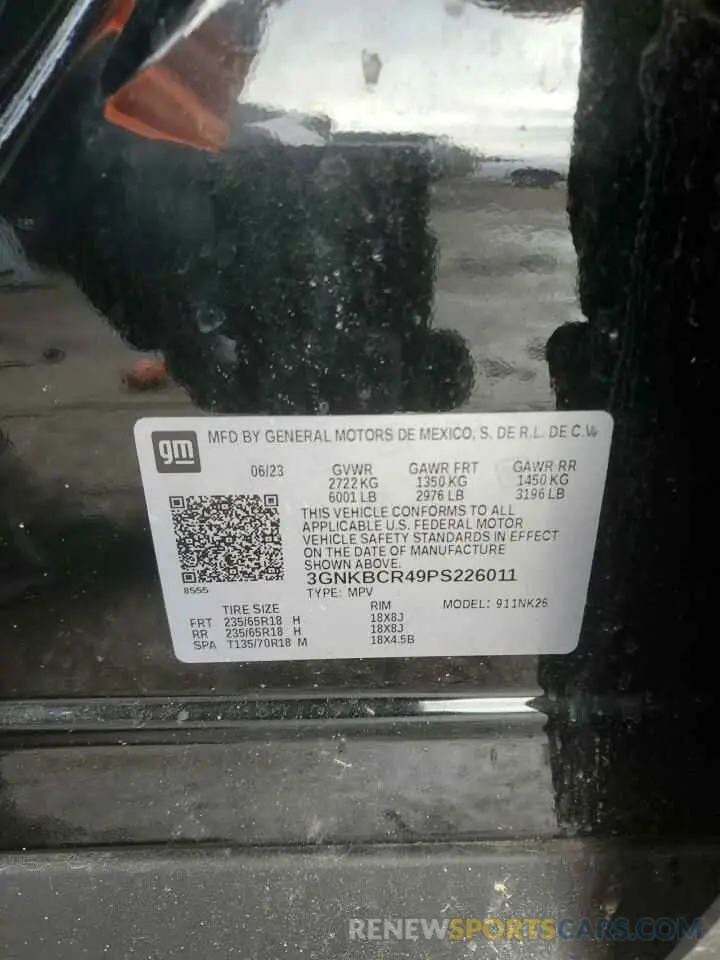 gm MFD BY GENERAL MOTORS DE MEXICO, S. DE R.L. DE C.V.
06/23 GVWR GAWR FRT GAWR RR
2722 KG 1350 KG 1450 KG
6001 LB 2976 LB 3196 LB
THIS VEHICLE CONFORMS TO ALL
APPLICABLE U.S. FEDERAL MOTOR
VEHICLE SAFETY STANDARDS IN EFFECT
ON THE DATE OF MANUFACTURE
SHOWN ABOVE.
8555
3GNKBCR49PS226011
TYPE: MPV
TIRE SIZE RIM MODEL: 911NK26
FRT 235/65R18 H 18X8J
RR 235/65R18 H 18X8J
SPA T135/70R18 M 18X4.5B
RENEWSPORTSCARS.COM